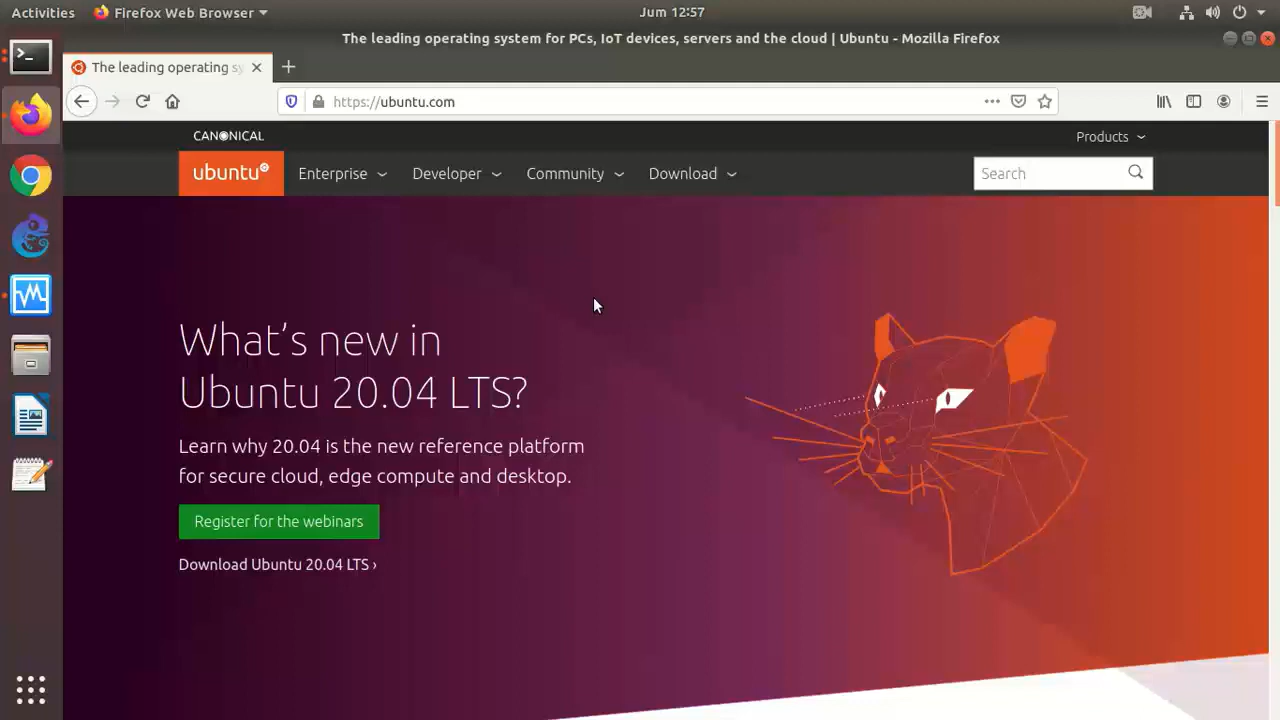 Activities
Firefox Web Browser
Jum 12:57
The leading operating system for PCs, IoT devices, servers and the cloud | Ubuntu - Mozilla Firefox
The leading operating sy
https://ubuntu.com
CANONICAL
Products
ubuntu
Enterprise
Developer
Community
Download
Search
What's new in
Ubuntu 20.04 LTS?
Learn why 20.04 is the new reference platform
for secure cloud, edge compute and desktop.
Register for the webinars
Download Ubuntu 20.04 LTS ›